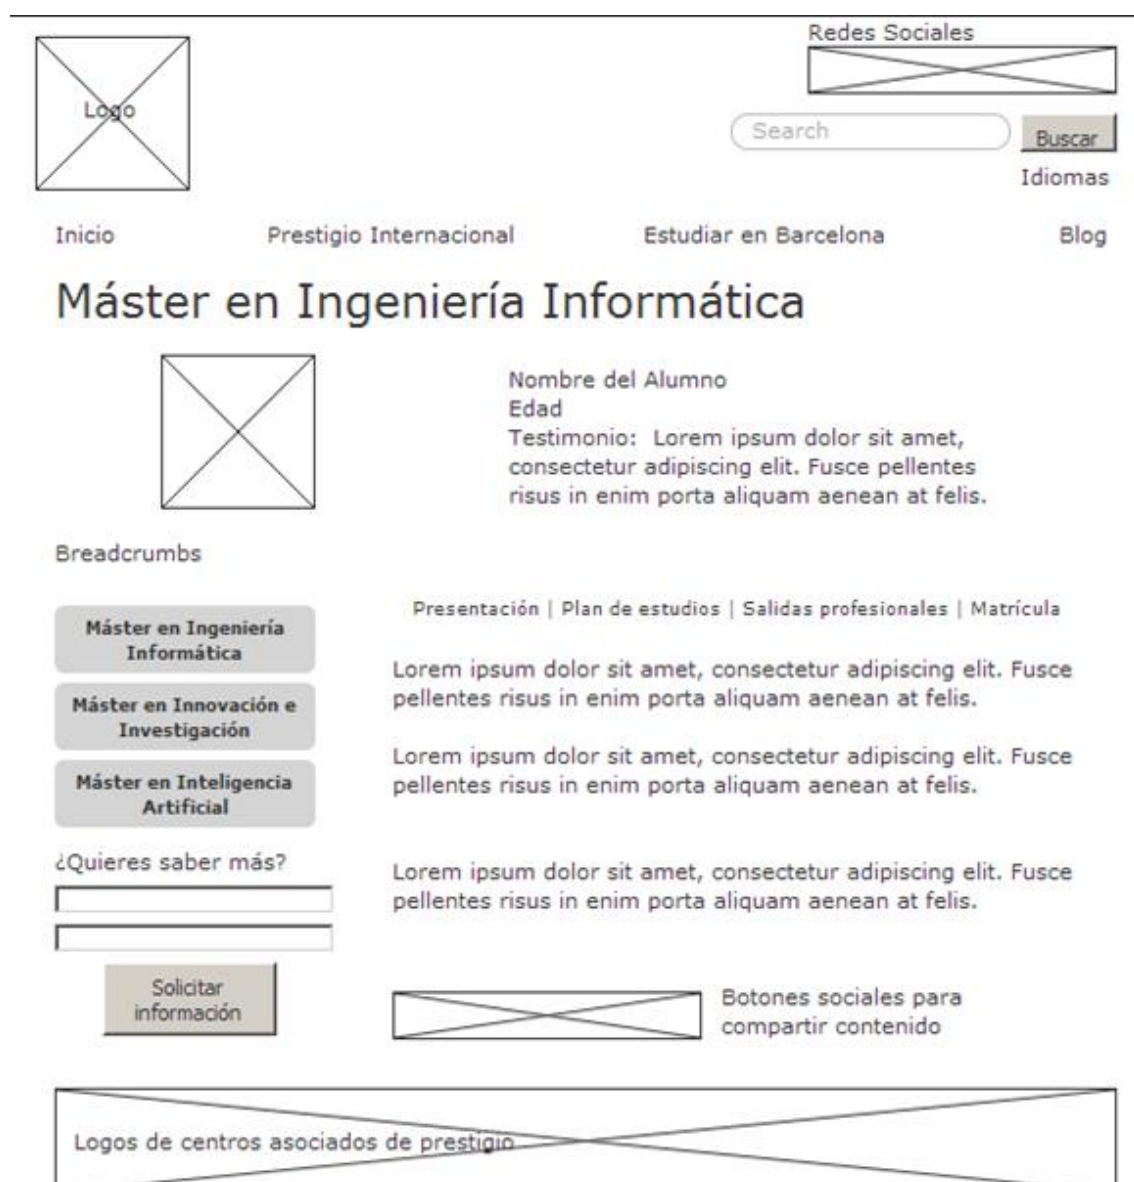 Redes Sociales
Logo
Search
Buscar
Idiomas
Inicio Prestigio Internacional Estudiar en Barcelona Blog
Máster en Ingeniería Informática
Nombre del Alumno
Edad
Testimonio: Lorem ipsum dolor sit amet,
consectetur adipiscing elit. Fusce pellentes
risus in enim porta aliquam aenean at felis.
Breadcrumbs
Máster en Ingeniería
Informática
Máster en Innovación e
Investigación
Máster en Inteligencia
Artificial
¿Quieres saber más?
Solicitar
información
Presentación | Plan de estudios | Salidas profesionales | Matrícula
Lorem ipsum dolor sit amet, consectetur adipiscing elit. Fusce
pellentes risus in enim porta aliquam aenean at felis.
Lorem ipsum dolor sit amet, consectetur adipiscing elit. Fusce
pellentes risus in enim porta aliquam aenean at felis.
Lorem ipsum dolor sit amet, consectetur adipiscing elit. Fusce
pellentes risus in enim porta aliquam aenean at felis.
Botones sociales para
compartir contenido
Logos de centros asociados de prestigio